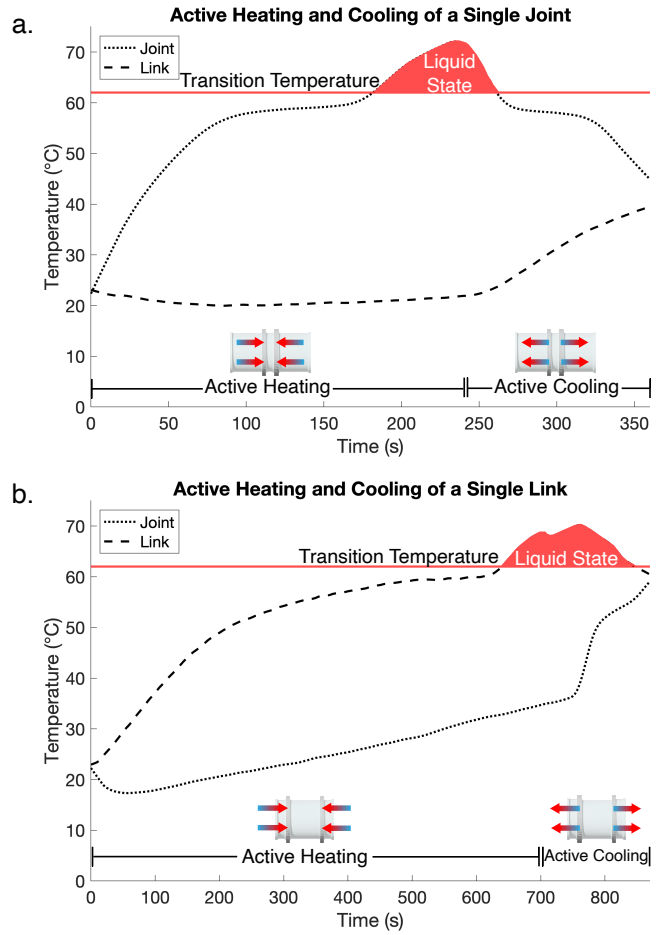 a.
Active Heating and Cooling of a Single Joint
Joint
Link
Transition Temperature
Liquid
State
Temperature (°C)
70
60
50
40
30
20
10
0
Active Heating
Active Cooling
0 50 100 150 200 250 300 350
Time (s)
b.
Active Heating and Cooling of a Single Link
Joint
Link
Transition Temperature
Liquid State
Temperature (°C)
70
60
50
40
30
20
10
0
Active Heating
Active Cooling
0 100 200 300 400 500 600 700 800
Time (s)